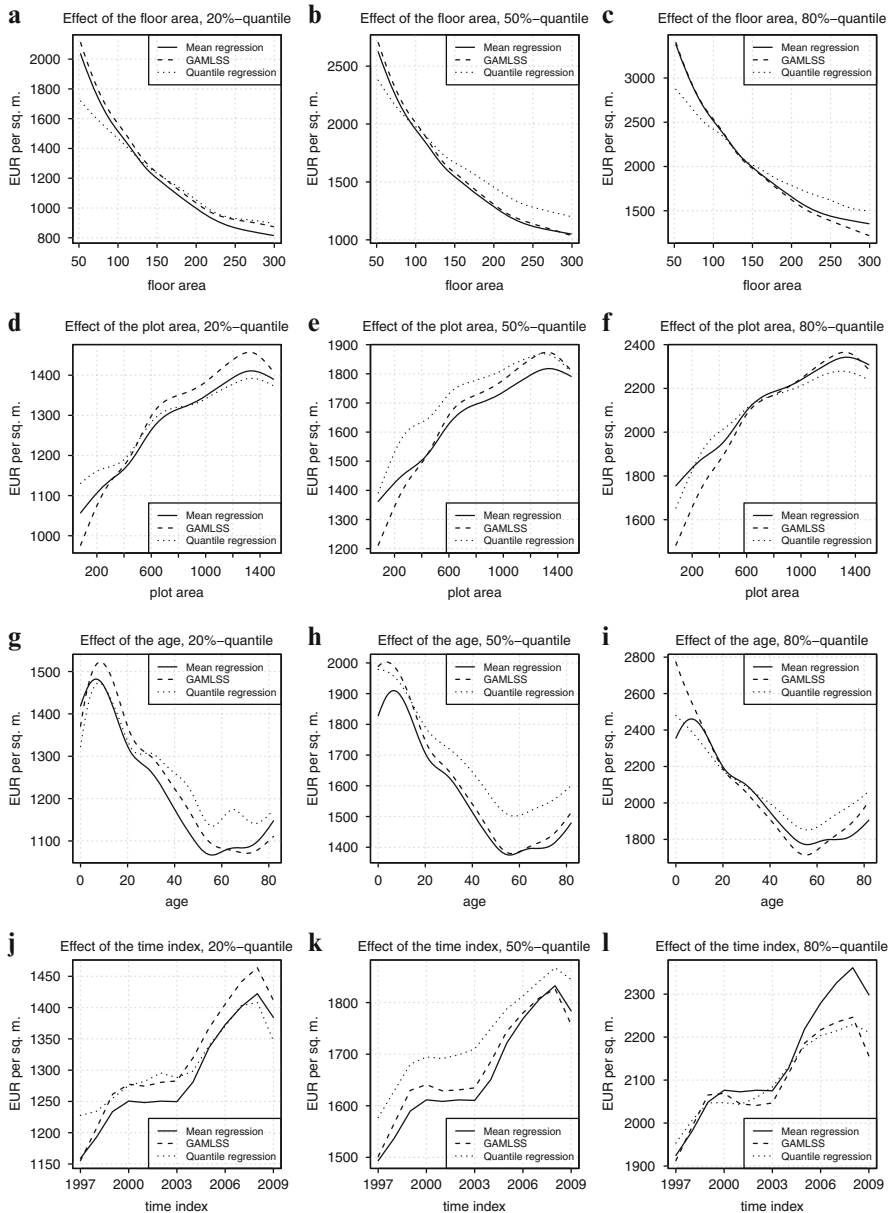 a Effect of the floor area, 20%−quantile
EUR per sq. m.
2000
1800
1600
1400
1200
1000
800
Mean regression
GAMLSS
Quantile regression
50 100 150 200 250 300
floor area
b Effect of the floor area, 50%−quantile
EUR per sq. m.
2500
2000
1500
1000
Mean regression
GAMLSS
Quantile regression
50 100 150 200 250 300
floor area
c Effect of the floor area, 80%−quantile
EUR per sq. m.
3000
2500
2000
1500
Mean regression
GAMLSS
Quantile regression
50 100 150 200 250 300
floor area
d Effect of the plot area, 20%−quantile
EUR per sq. m.
1400
1300
1200
1100
1000
Mean regression
GAMLSS
Quantile regression
200 600 1000 1400
plot area
e Effect of the plot area, 50%−quantile
EUR per sq. m.
1900
1800
1700
1600
1500
1400
1300
1200
Mean regression
GAMLSS
Quantile regression
200 600 1000 1400
plot area
f Effect of the plot area, 80%−quantile
EUR per sq. m.
2400
2200
2000
1800
1600
Mean regression
GAMLSS
Quantile regression
200 600 1000 1400
plot area
g Effect of the age, 20%−quantile
EUR per sq. m.
1500
1400
1300
1200
1100
Mean regression
GAMLSS
Quantile regression
0 20 40 60 80
age
h Effect of the age, 50%−quantile
EUR per sq. m.
2000
1900
1800
1700
1600
1500
1400
Mean regression
GAMLSS
Quantile regression
0 20 40 60 80
age
i Effect of the age, 80%−quantile
EUR per sq. m.
2800
2600
2400
2200
2000
1800
Mean regression
GAMLSS
Quantile regression
0 20 40 60 80
age
j Effect of the time index, 20%−quantile
EUR per sq. m.
1450
1400
1350
1300
1250
1200
1150
Mean regression
GAMLSS
Quantile regression
1997 2000 2003 2006 2009
time index
k Effect of the time index, 50%−quantile
EUR per sq. m.
1800
1700
1600
1500
Mean regression
GAMLSS
Quantile regression
1997 2000 2003 2006 2009
time index
l Effect of the time index, 80%−quantile
EUR per sq. m.
2300
2200
2100
2000
1900
Mean regression
GAMLSS
Quantile regression
1997 2000 2003 2006 2009
time index